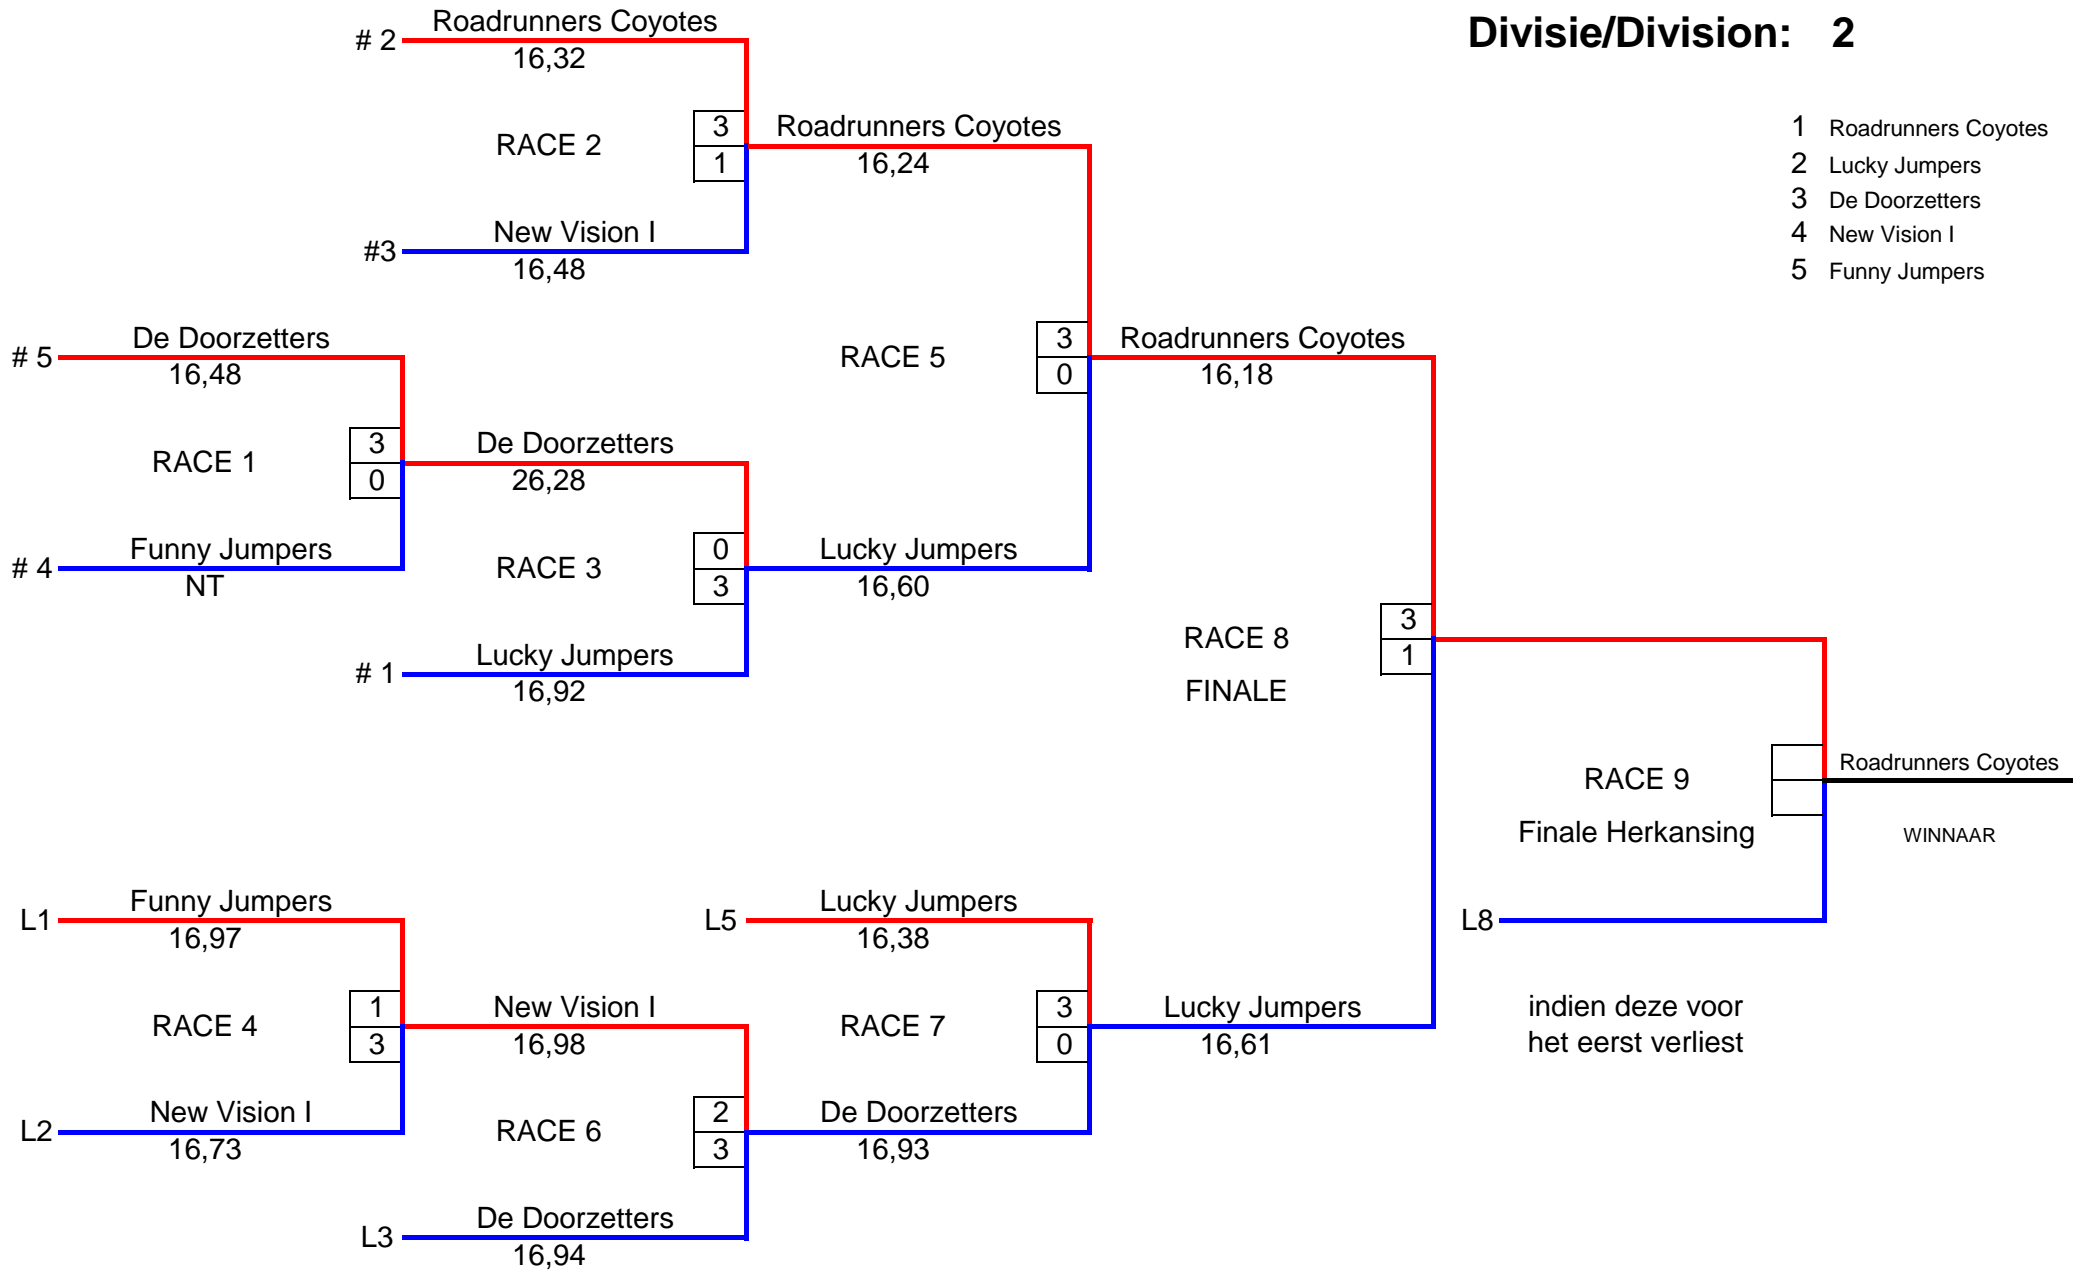 Divisie/Division: 2
1 Roadrunners Coyotes
2 Lucky Jumpers
3 De Doorzetters
4 New Vision I
5 Funny Jumpers
# 2
Roadrunners Coyotes
16,32
RACE 2
3
1
#3
New Vision I
16,48
Roadrunners Coyotes
16,24
# 5
De Doorzetters
16,48
RACE 1
3
0
# 4
Funny Jumpers
NT
De Doorzetters
26,28
RACE 3
0
3
# 1
Lucky Jumpers
16,92
RACE 5
3
0
Lucky Jumpers
16,60
Roadrunners Coyotes
16,18
RACE 8
FINALE
3
1
RACE 9
Finale Herkansing
Roadrunners Coyotes
WINNAAR
L8
indien deze voor
het eerst verliest
L1
Funny Jumpers
16,97
RACE 4
1
3
L2
New Vision I
16,73
New Vision I
16,98
RACE 6
2
3
L3
De Doorzetters
16,94
L5
Lucky Jumpers
16,38
RACE 7
3
0
De Doorzetters
16,93
Lucky Jumpers
16,61